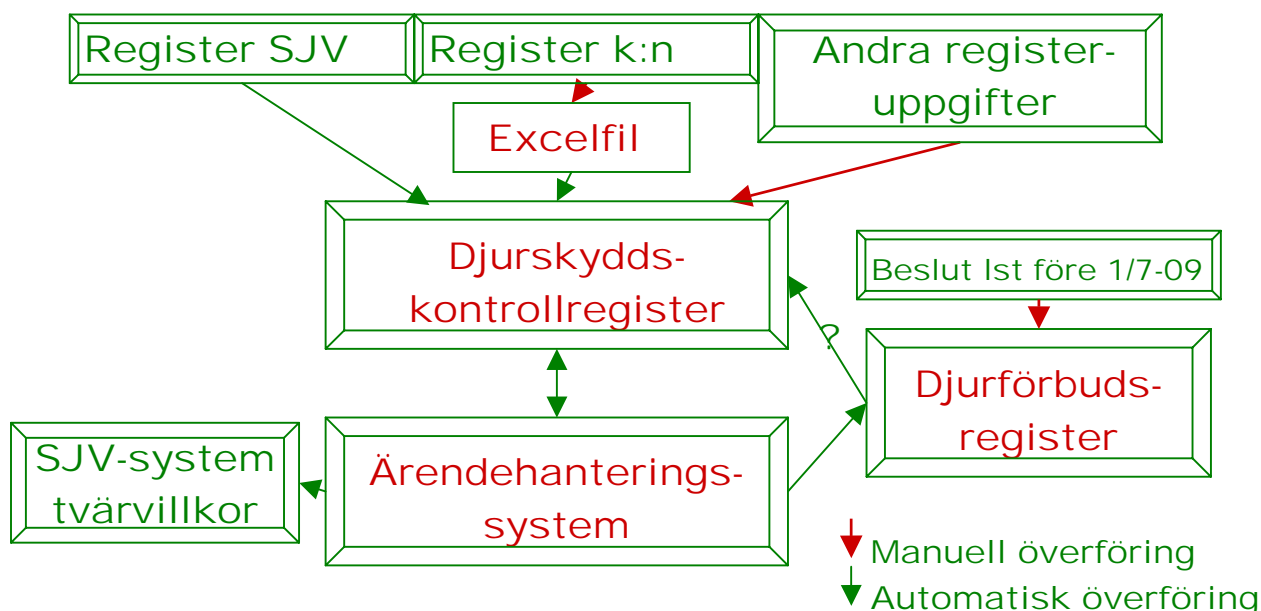 Register SJV
Register k:n
Andra register-
uppgifter
Excelfil
Djurskydds-
kontrollregister
Beslut lst före 1/7-09
?
Djurförbuds-
register
SJV-system
tvärvillkor
Ärendehanterings-
system
Manuell överföring
Automatisk överföring